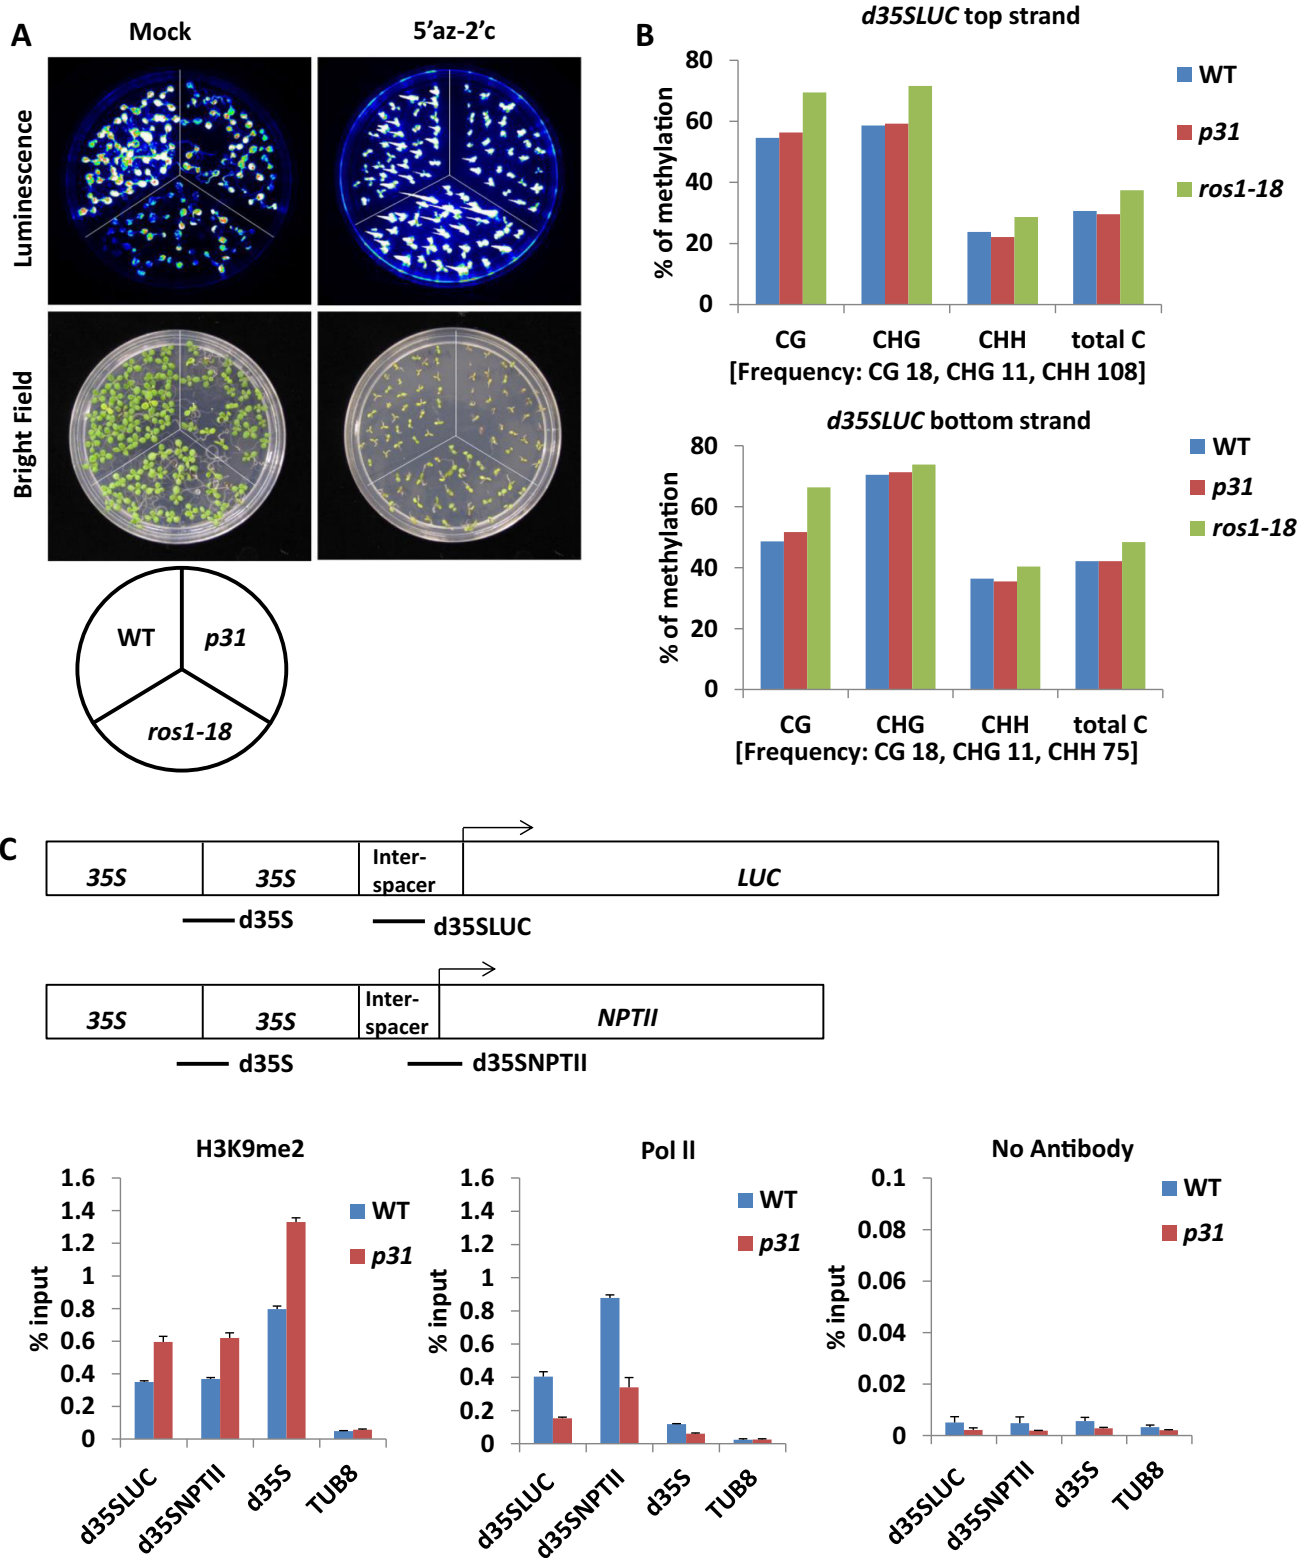 A
Mock
5'az-2'c
Luminescence
Bright Field
WT
p31
ros1-18
B
d35SLUC top strand
% of methylation
80
60
40
20
0
CG CHG CHH total C
[Frequency: CG 18, CHG 11, CHH 108]
WT
p31
ros1-18
d35SLUC bottom strand
% of methylation
80
60
40
20
0
CG CHG CHH total C
[Frequency: CG 18, CHG 11, CHH 75]
WT
p31
ros1-18
C
35S 35S Inter-
spacer LUC
d35S d35SLUC
35S 35S Inter-
spacer NPTII
d35S d35SNPTII
H3K9me2
% input
1.6
1.4
1.2
1
0.8
0.6
0.4
0.2
0
d35SLUC
d35SNPTII
d35S
TUB8
WT
p31
Pol II
% input
1.6
1.4
1.2
1
0.8
0.6
0.4
0.2
0
d35SLUC
d35SNPTII
d35S
TUB8
WT
p31
No Antibody
% input
0.1
0.08
0.06
0.04
0.02
0
d35SLUC
d35SNPTII
d35S
TUB8
WT
p31